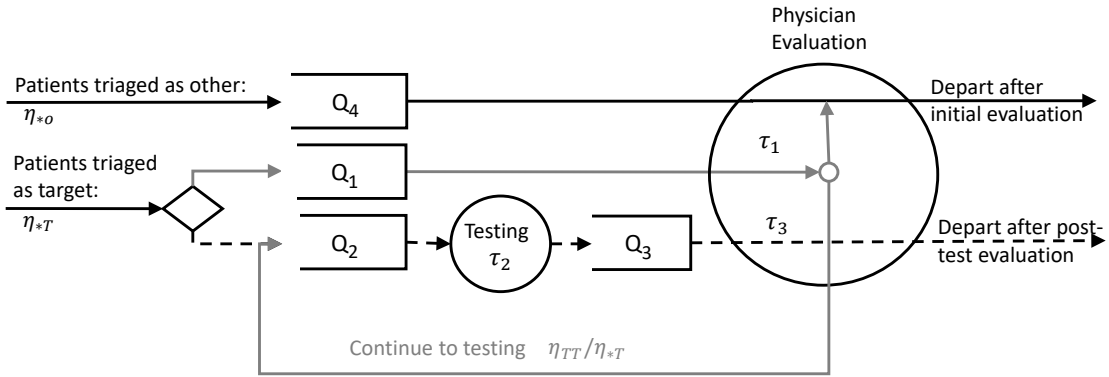 Physician
Evaluation
Patients triaged as other:
η*o
Q4
Depart after
initial evaluation
Patients triaged
as target:
η*T
Q1
τ1
Q2
Testing
τ2
Q3
τ3
Depart after post-
test evaluation
Continue to testing ηTT/η*T